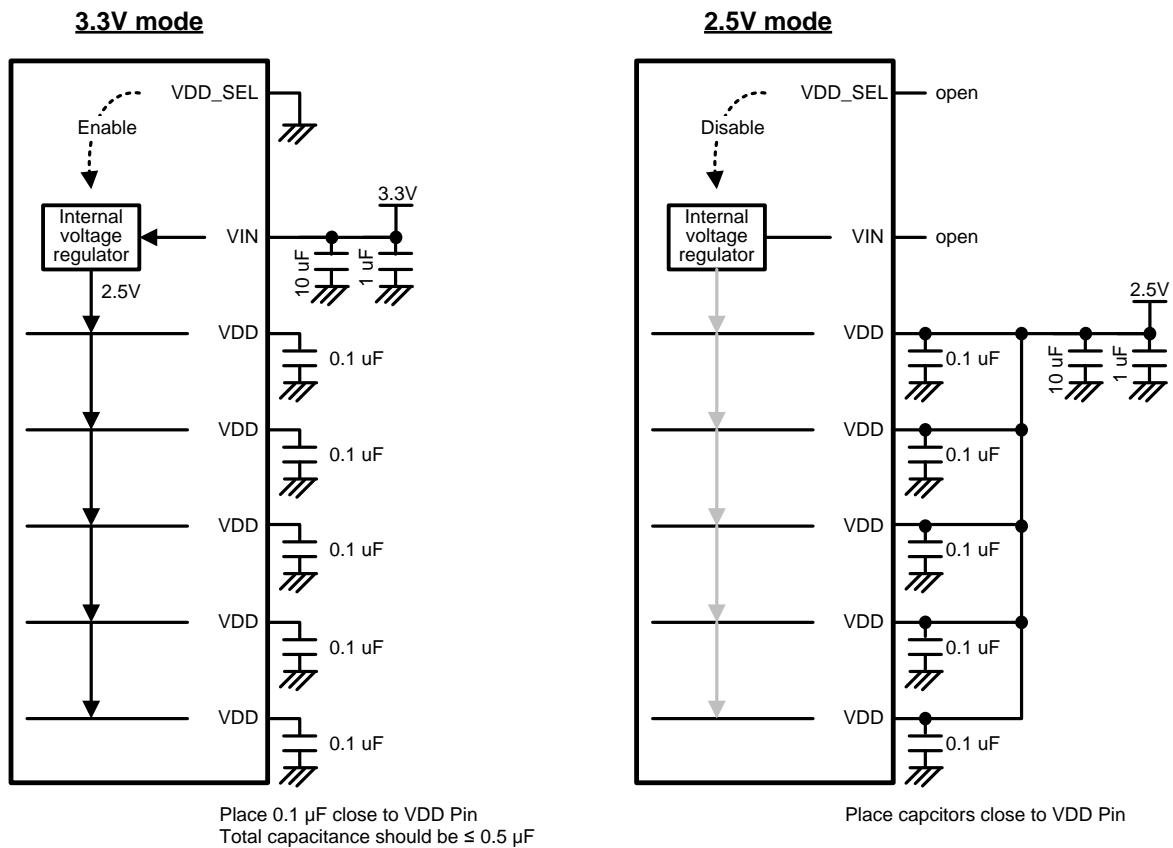 3.3V mode
VDD_SEL
Enable
3.3V
Internal
voltage
regulator
VIN
10 uF
1 uF
2.5V
VDD
0.1 uF
VDD
0.1 uF
VDD
0.1 uF
VDD
0.1 uF
VDD
0.1 uF
Place 0.1 µF close to VDD Pin
Total capacitance should be ≤ 0.5 µF
2.5V mode
VDD_SEL
open
Disable
Internal
voltage
regulator
VIN
open
2.5V
VDD
0.1 uF
10 uF
1 uF
VDD
0.1 uF
VDD
0.1 uF
VDD
0.1 uF
VDD
0.1 uF
Place capcitors close to VDD Pin